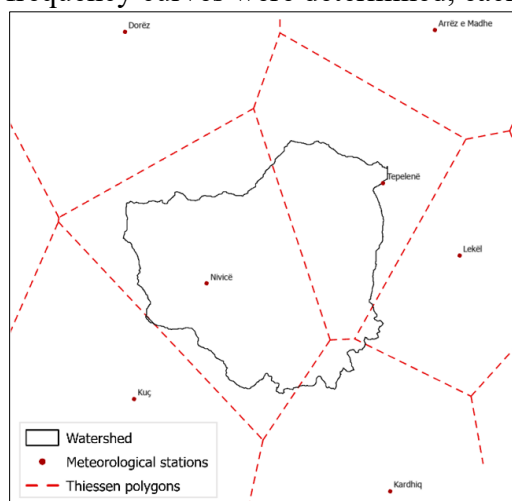 frequency curves were determined, each
Dorëz
Arrëz e Madhe
Tepelenë
Lekël
Nivicë
Kuç
Kardhiq
Watershed
Meteorological stations
Thiessen polygons